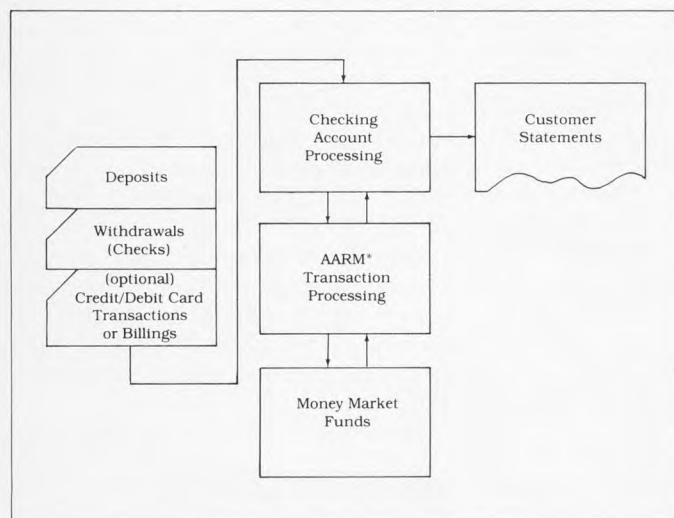 Deposits
Withdrawals
(Checks)
(optional)
Credit/Debit Card
Transactions
or Billings
Checking
Account
Processing
Customer
Statements
AARM*
Transaction
Processing
Money Market
Funds